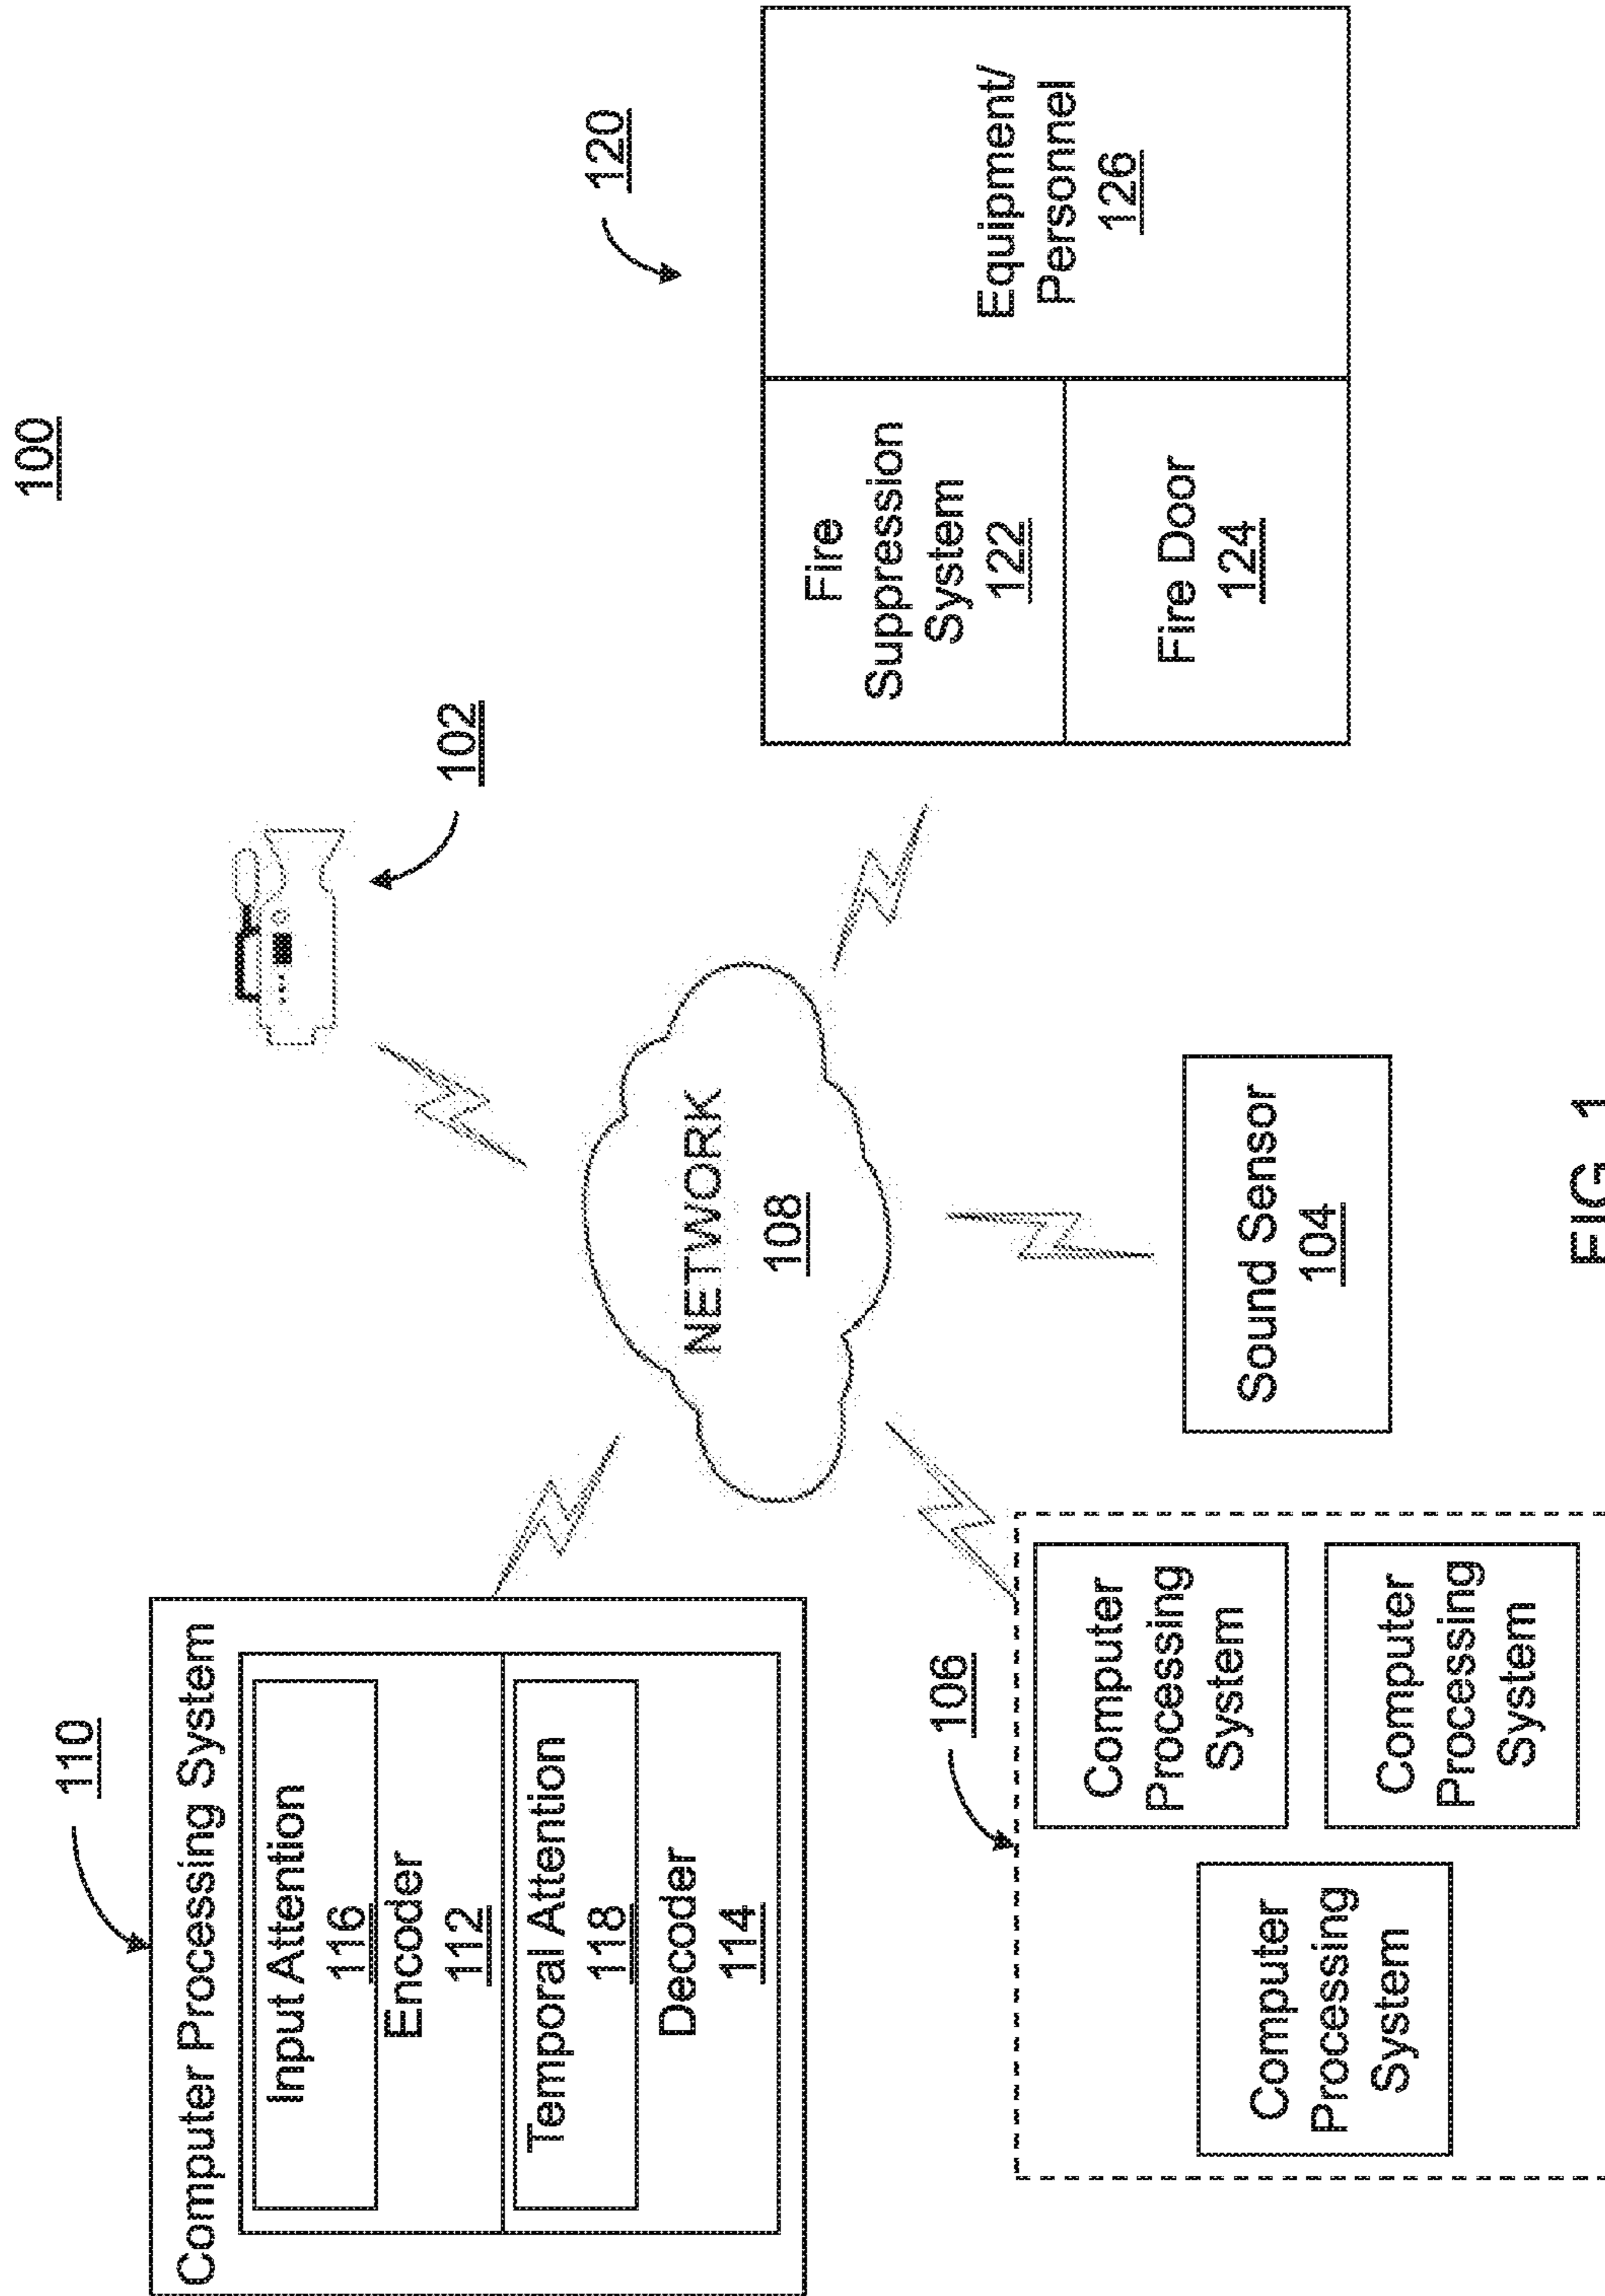 100
110
Computer Processing System
Input Attention
116
Encoder
112
Temporal Attention
118
Decoder
114
102
120
NETWORK
108
Fire
Suppression
System
122
Fire Door
124
Equipment/
Personnel
126
106
Computer
Processing
System
Computer
Processing
System
Computer
Processing
System
Sound Sensor
104
FIG. 1